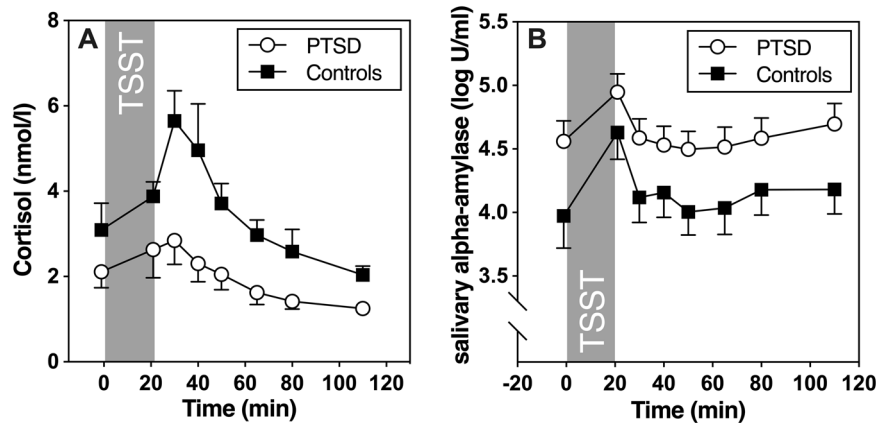 A
TSST
PTSD
Controls
Cortisol (nmol/l)
8
6
4
2
0
0 20 40 60 80 100 120
Time (min)
B
TSST
PTSD
Controls
salivary alpha-amylase (log U/ml)
5.5
5.0
4.5
4.0
3.5
-20 0 20 40 60 80 100 120
Time (min)